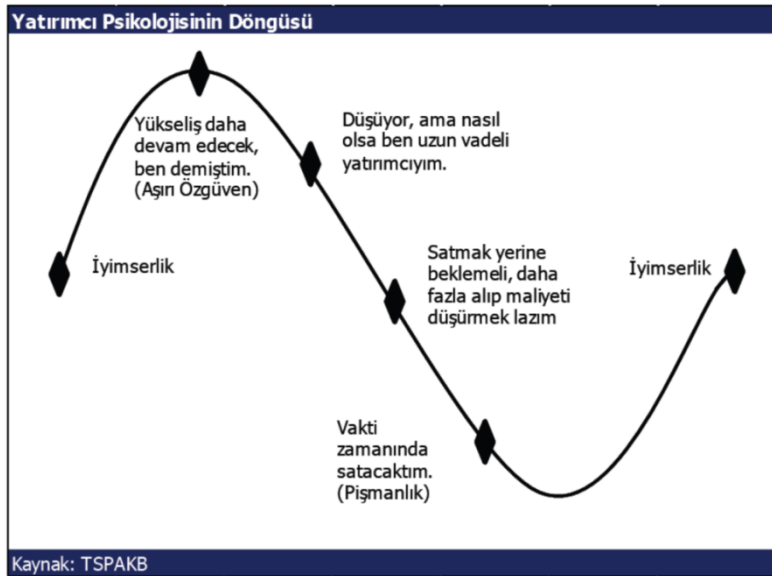 Yatırımcı Psikolojisinin Döngüsü
Yükseliş daha
devam edecek,
ben demiştim.
(Aşırı Özgüven)
Düşüyor, ama nasıl
olsa ben uzun vadeli
yatırımcıyım.
İyimserlik
Satmak yerine
beklemeli, daha
fazla alıp maliyeti
düşürmek lazım
İyimserlik
Vakti
zamanında
satacaktım.
(Pişmanlık)
Kaynak: TSPAKB